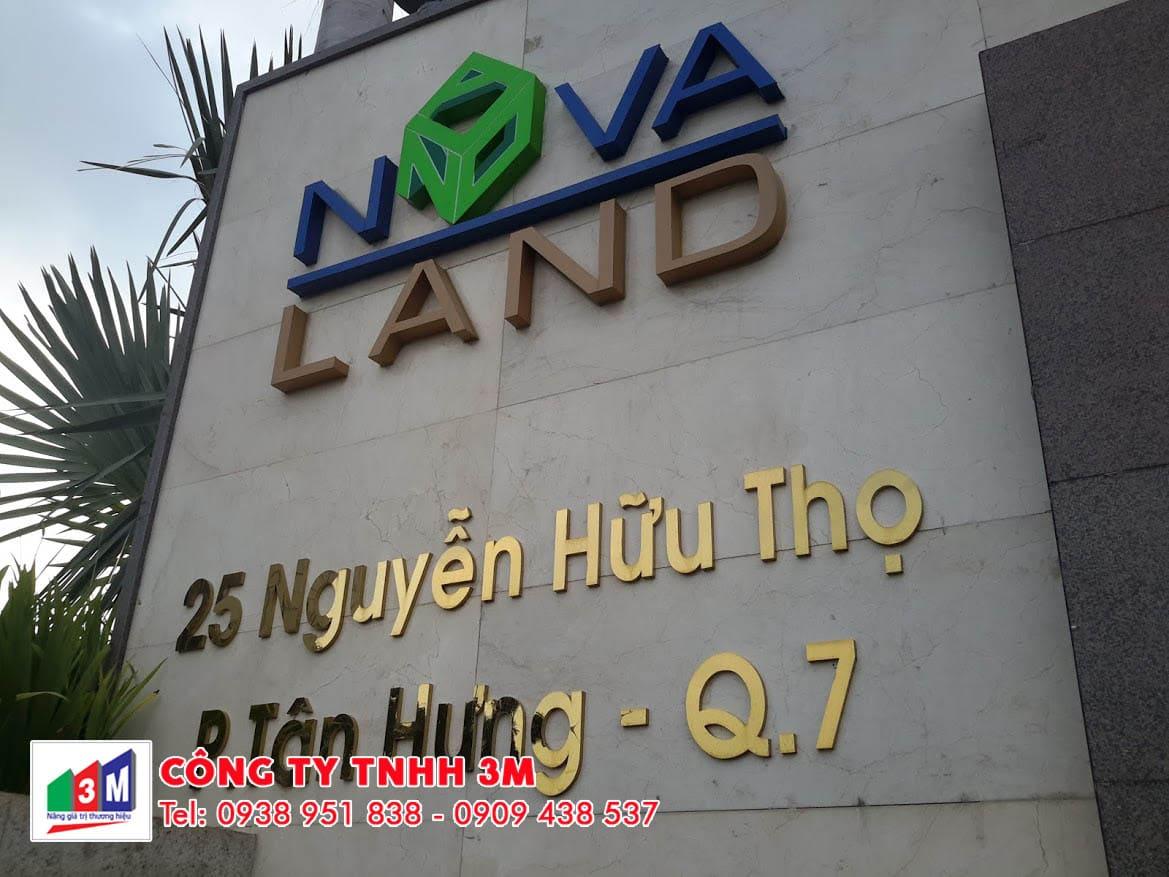 NOVA
LAND
25 Nguyễn Hữu Thọ
P.Tân Hưng - Q.7
3M
Nâng giá trị thương hiệu
CÔNG TY TNHH 3M
Tel: 0938 951 838 - 0909 438 537